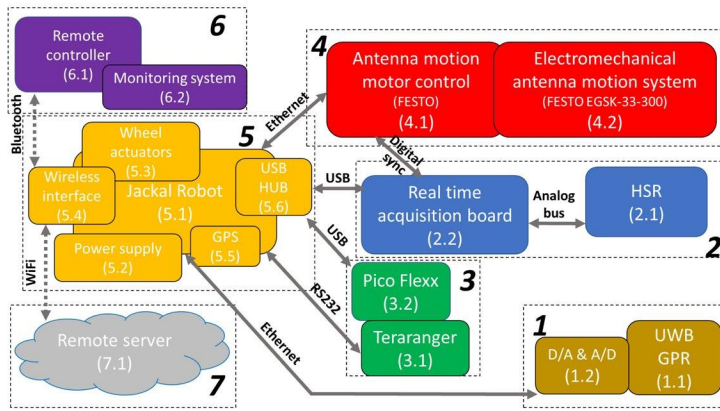 6
Remote
controller
(6.1)
Monitoring system
(6.2)
Bluetooth
4
Antenna motion
motor control
(FESTO)
(4.1)
Electromechanical
antenna motion system
(FESTO EGSK-33-300)
(4.2)
Ethernet
Digital
sync
5
Wheel
actuators
(5.3)
Wireless
interface
(5.4)
Jackal Robot
(5.1)
USB
HUB
(5.6)
Power supply
(5.2)
GPS
(5.5)
USB
Real time
acquisition board
(2.2)
Analog
bus
HSR
(2.1)
2
USB
RS232
3
Pico Flexx
(3.2)
Teraranger
(3.1)
WiFi
Ethernet
Remote server
(7.1)
7
1
D/A & A/D
(1.2)
UWB
GPR
(1.1)